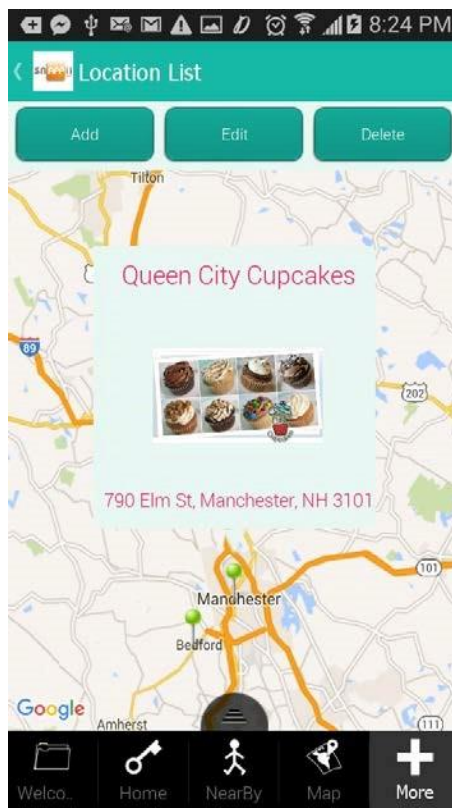 8:24 PM
Location List
Add Edit Delete
Tilton
Queen City Cupcakes
89
202
Cupcakes
790 Elm St, Manchester, NH 3101
101
Manchester
Bedford
Google
Amherst
111
Welco.. Home NearBy Map More